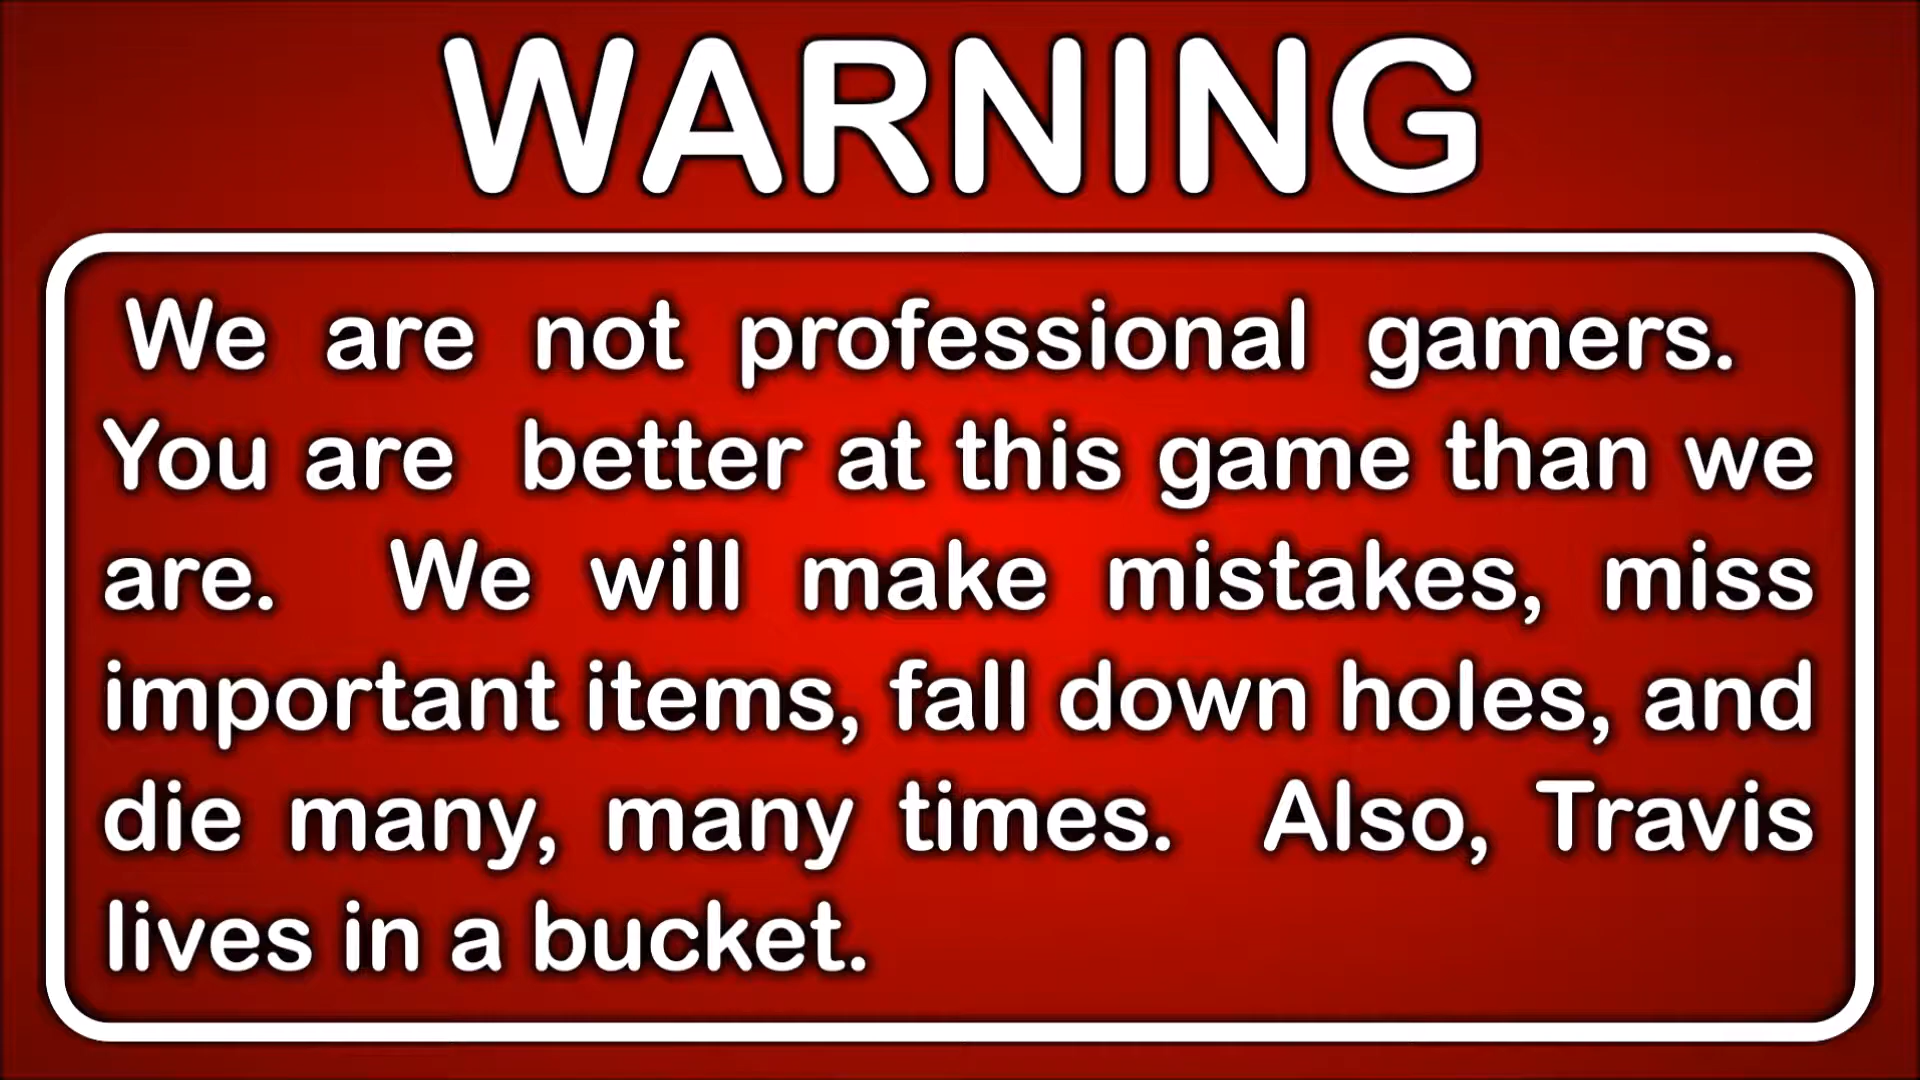 WARNING
We are not professional gamers.
You are better at this game than we
are. We will make mistakes, miss
important items, fall down holes, and
die many, many times. Also, Travis
lives in a bucket.